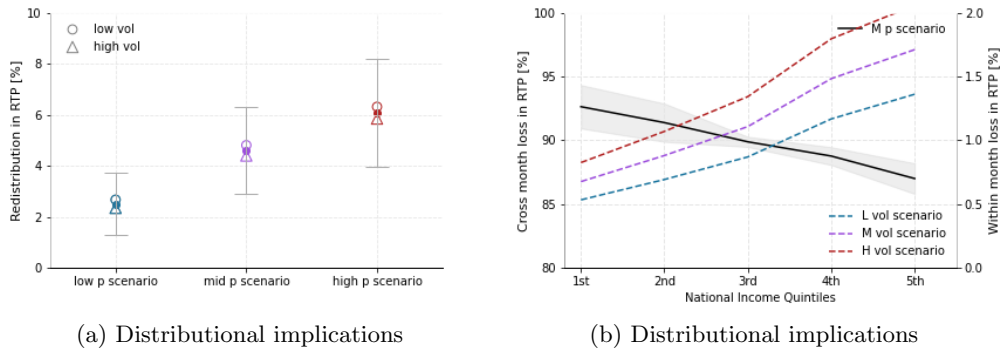 10
8
6
4
2
0
Redistribution in RTP [%]
low vol
high vol
low p scenario
mid p scenario
high p scenario
(a) Distributional implications
100
95
90
85
80
Cross month loss in RTP [%]
M p scenario
L vol scenario
M vol scenario
H vol scenario
2.0
1.5
1.0
0.5
0.0
Within month loss in RTP [%]
1st
2nd
3rd
4th
5th
National Income Quintiles
(b) Distributional implications